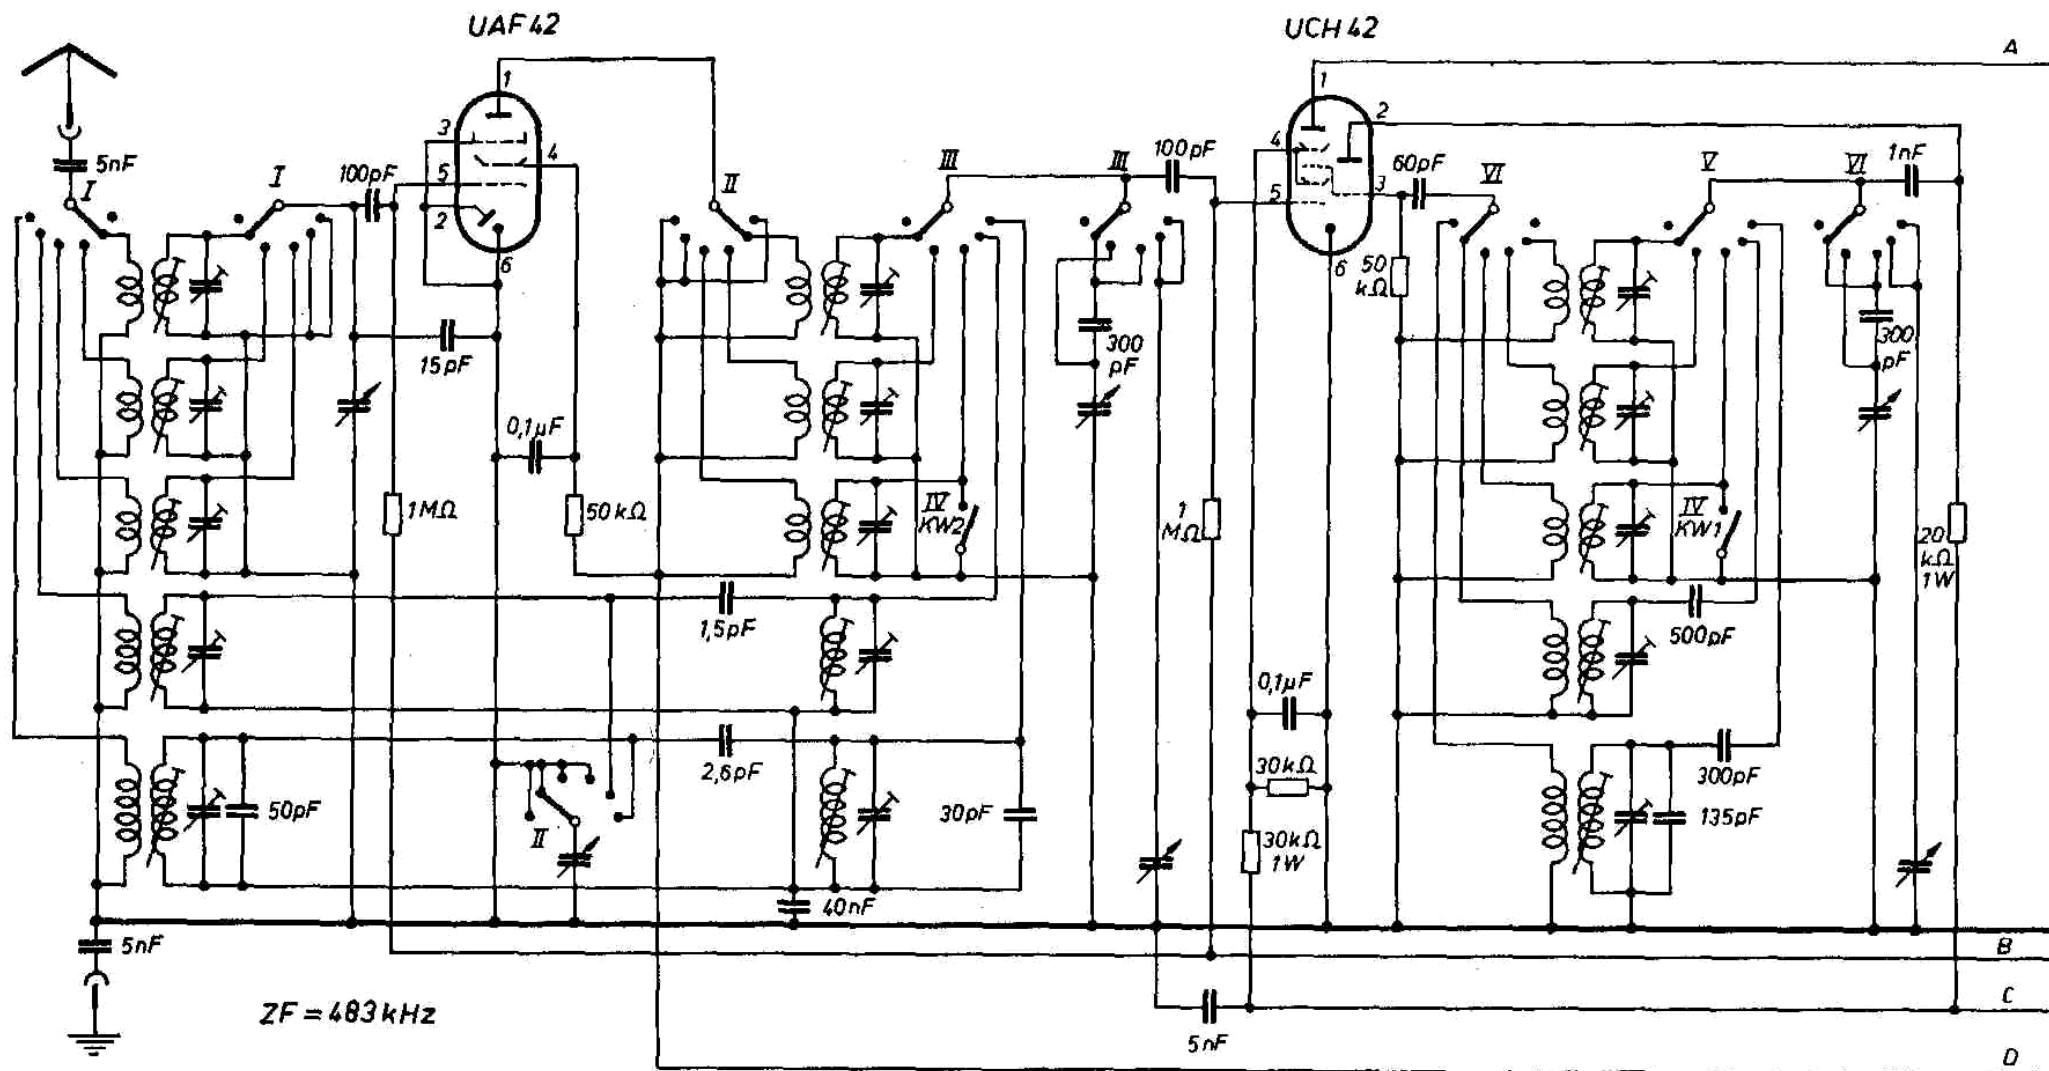 UAF 42
UCH 42
A
1
1
2
3
4
4
5nF
I
I
100pF
5
2
6
II
III
III
100pF
5
3
6
60pF
VI
V
VI
1nF
50
kΩ
15pF
300
pF
300
pF
0,1µF
1MΩ
50kΩ
IV
KW2
1
MΩ
IV
KW1
20
kΩ
1W
1,5pF
500pF
0,1µF
2,6pF
30kΩ
300pF
50pF
II
30pF
30kΩ
1W
135pF
40nF
5nF
B
ZF = 483 kHz
C
5nF
D